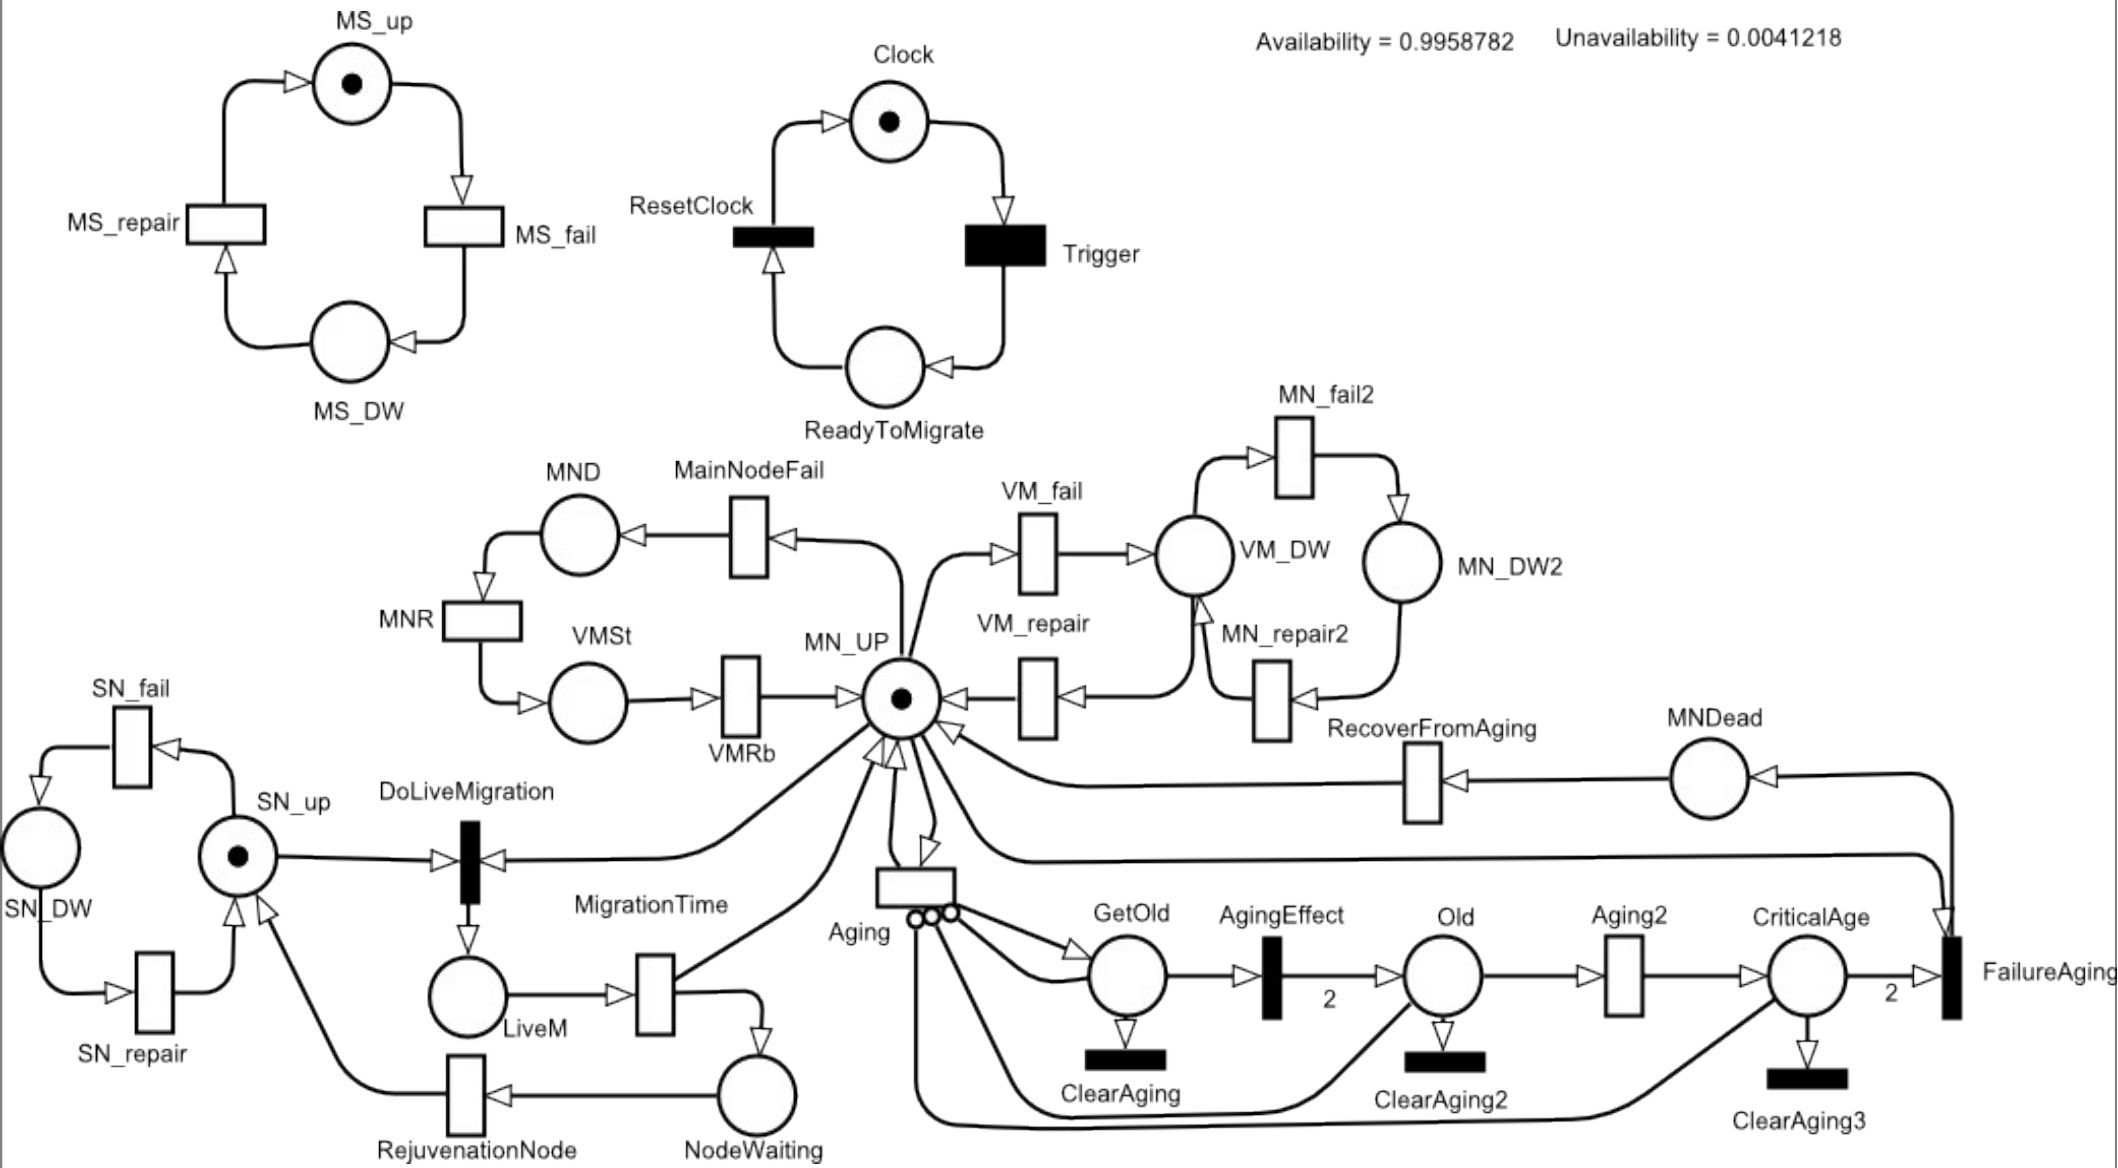 MS_up
Availability = 0.9958782 Unavailability = 0.0041218
Clock
MS_repair
MS_fail
ResetClock
Trigger
MS_DW
ReadyToMigrate
MN_fail2
MND
MainNodeFail
VM_fail
VM_DW
MN_DW2
MNR
VMSt
VM_repair
MN_UP
MN_repair2
SN_fail
VMRb
RecoverFromAging
MNDead
DoLiveMigration
SN_up
SN_DW
MigrationTime
Aging
GetOld
AgingEffect
Old
Aging2
CriticalAge
2
2
FailureAging
LiveM
SN_repair
ClearAging
ClearAging2
ClearAging3
RejuvenationNode
NodeWaiting